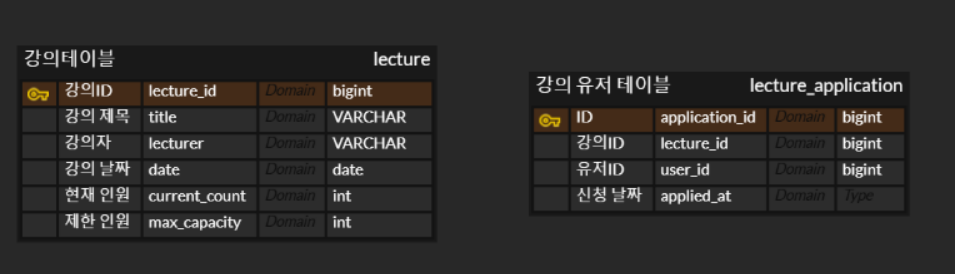 강의테이블 lecture
강의ID lecture_id Domain bigint
강의 제목 title Domain VARCHAR
강의자 lecturer Domain VARCHAR
강의 날짜 date Domain date
현재 인원 current_count Domain int
제한 인원 max_capacity Domain int
강의 유저 테이블 lecture_application
ID application_id Domain bigint
강의ID lecture_id Domain bigint
유저ID user_id Domain bigint
신청 날짜 applied_at Domain Type